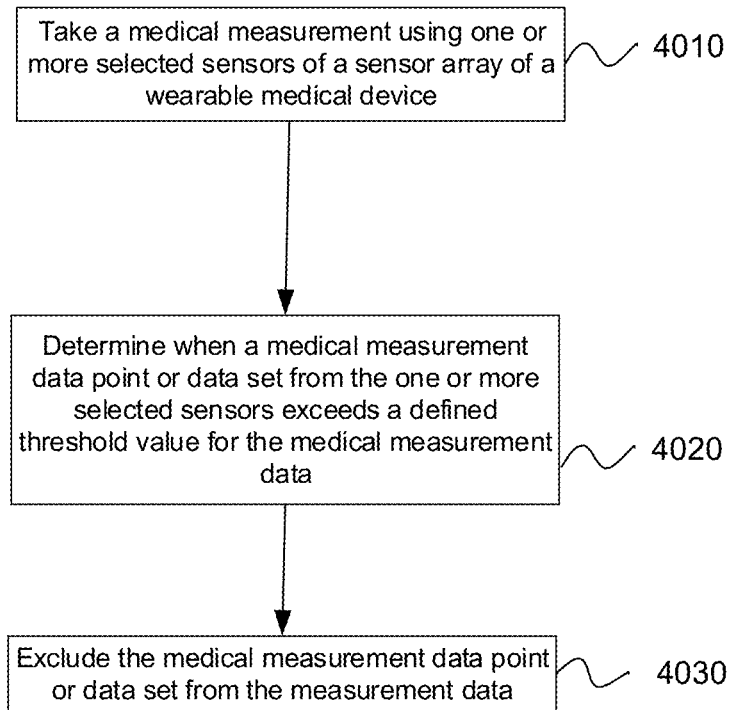 Take a medical measurement using one or
more selected sensors of a sensor array of a
wearable medical device
4010
Determine when a medical measurement
data point or data set from the one or more
selected sensors exceeds a defined
threshold value for the medical measurement
data
4020
Exclude the medical measurement data point
or data set from the measurement data
4030